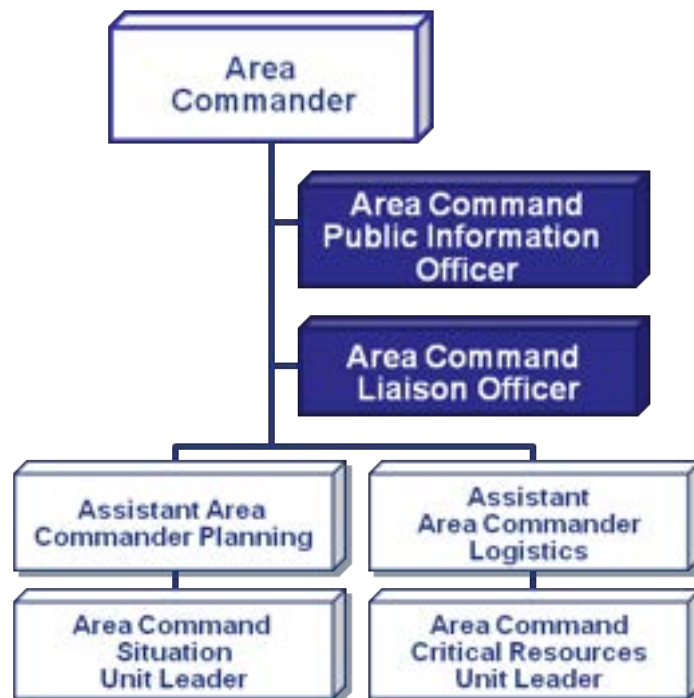 Area
Commander
Area Command
Public Information
Officer
Area Command
Liaison Officer
Assistant Area
Commander Planning
Assistant
Area Commander
Logistics
Area Command
Situation
Unit Leader
Area Command
Critical Resources
Unit Leader